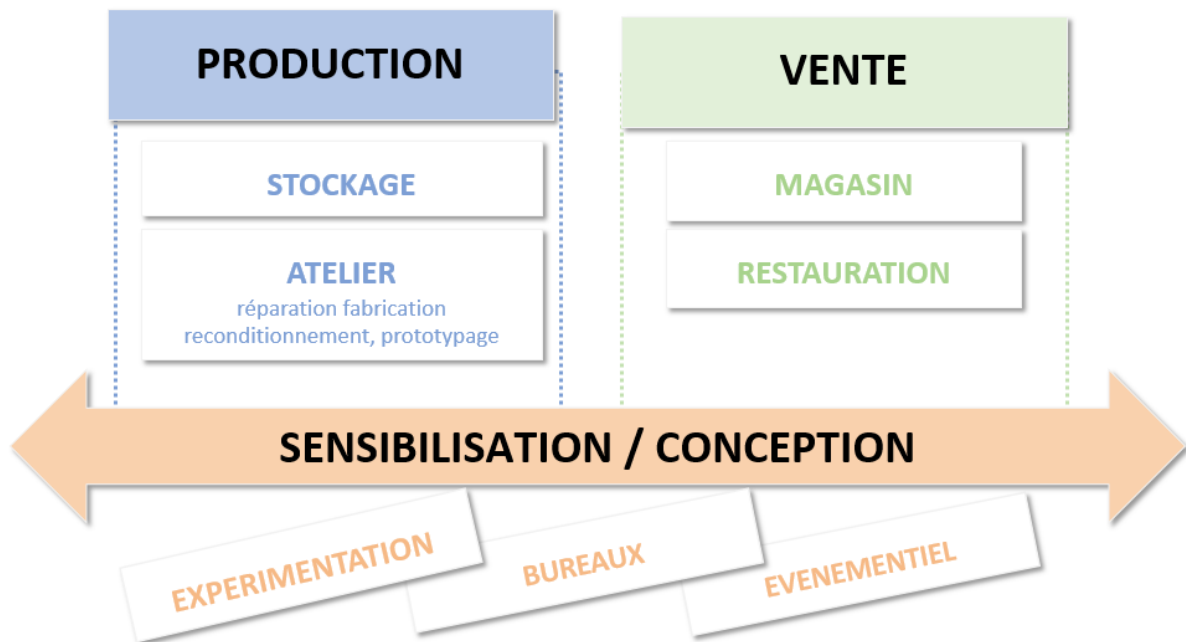 PRODUCTION
STOCKAGE
ATELIER
réparation fabrication
reconditionnement, prototypage
VENTE
MAGASIN
RESTAURATION
SENSIBILISATION / CONCEPTION
EXPERIMENTATION
BUREAUX
EVENEMENTIEL